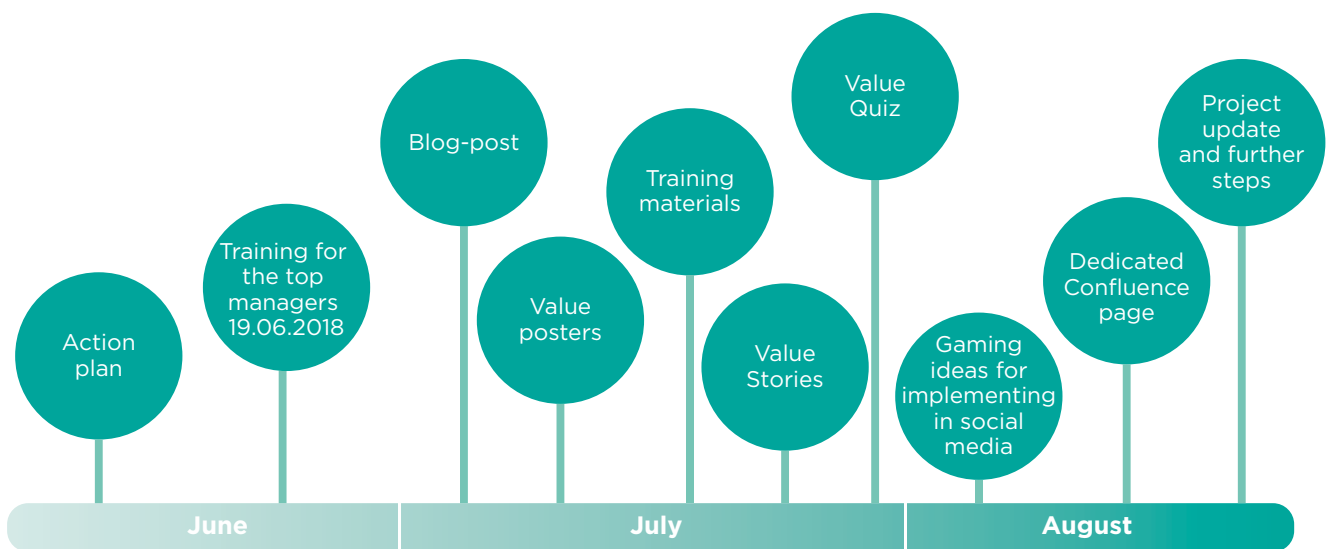 Action
plan
Training for
the top
managers
19.06.2018
Blog-post
Value
posters
Training
materials
Value
Stories
Value
Quiz
Gaming
ideas for
implementing
in social
media
Dedicated
Confluence
page
Project
update
and further
steps
June
July
August